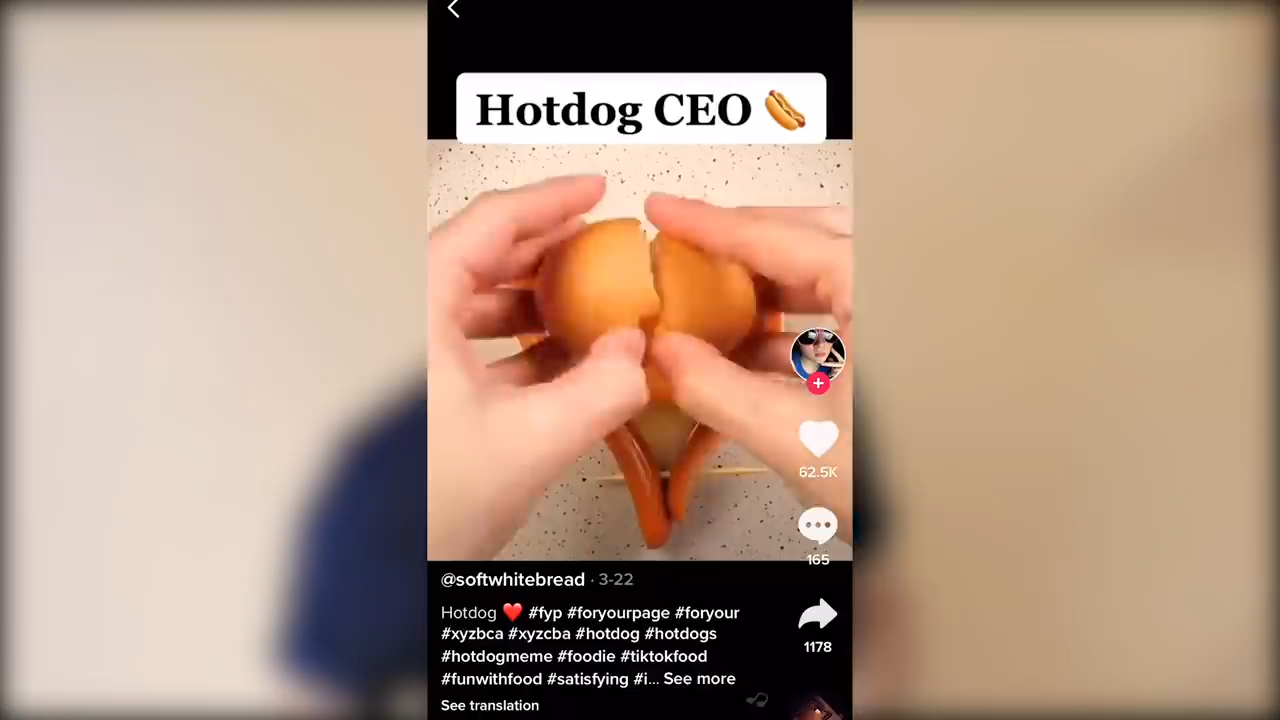 Hotdog CEO 🌭
62.5K
165
@softwhitebread · 3-22
Hotdog ❤️ #fyp #foryourpage #foryour
#xyzbca #xyzcba #hotdog #hotdogs
#hotdogmeme #foodie #tiktokfood
#funwithfood #satisfying #i... See more
1178
See translation